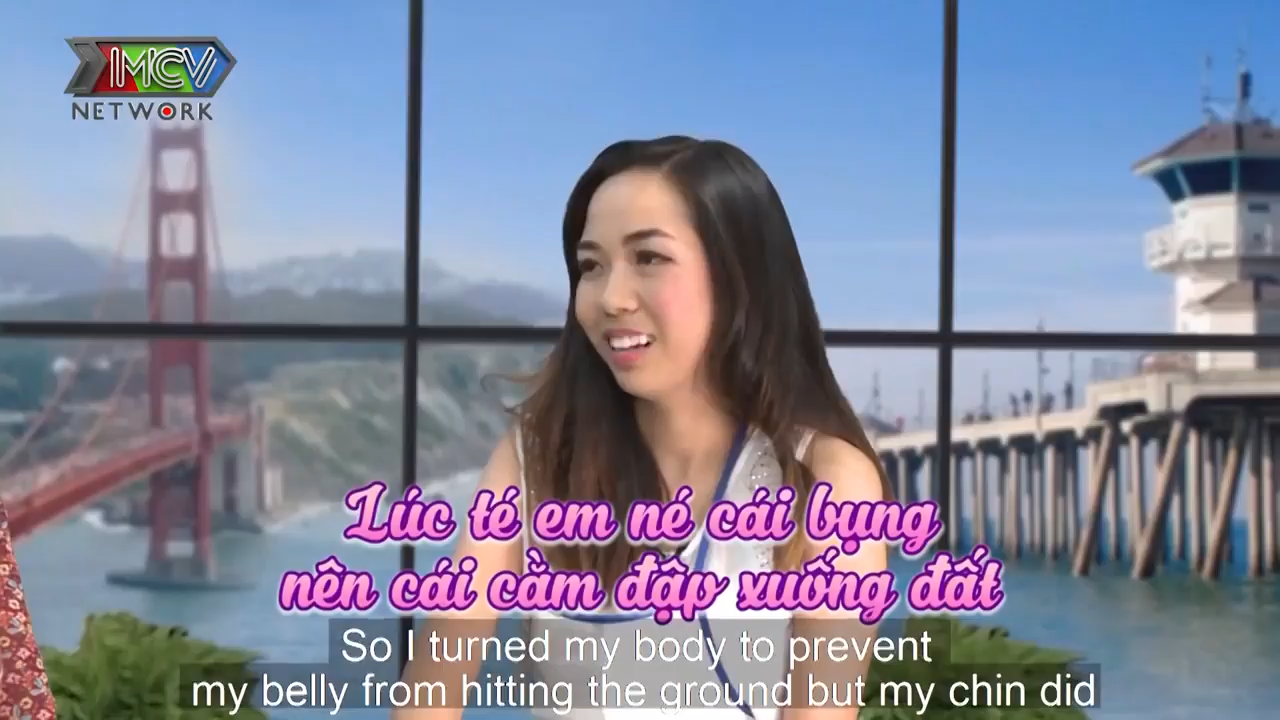 MCV
NETWORK
Lúc té em né cái bụng
nên cái cằm đập xuống đất
So I turned my body to prevent
my belly from hitting the ground but my chin did